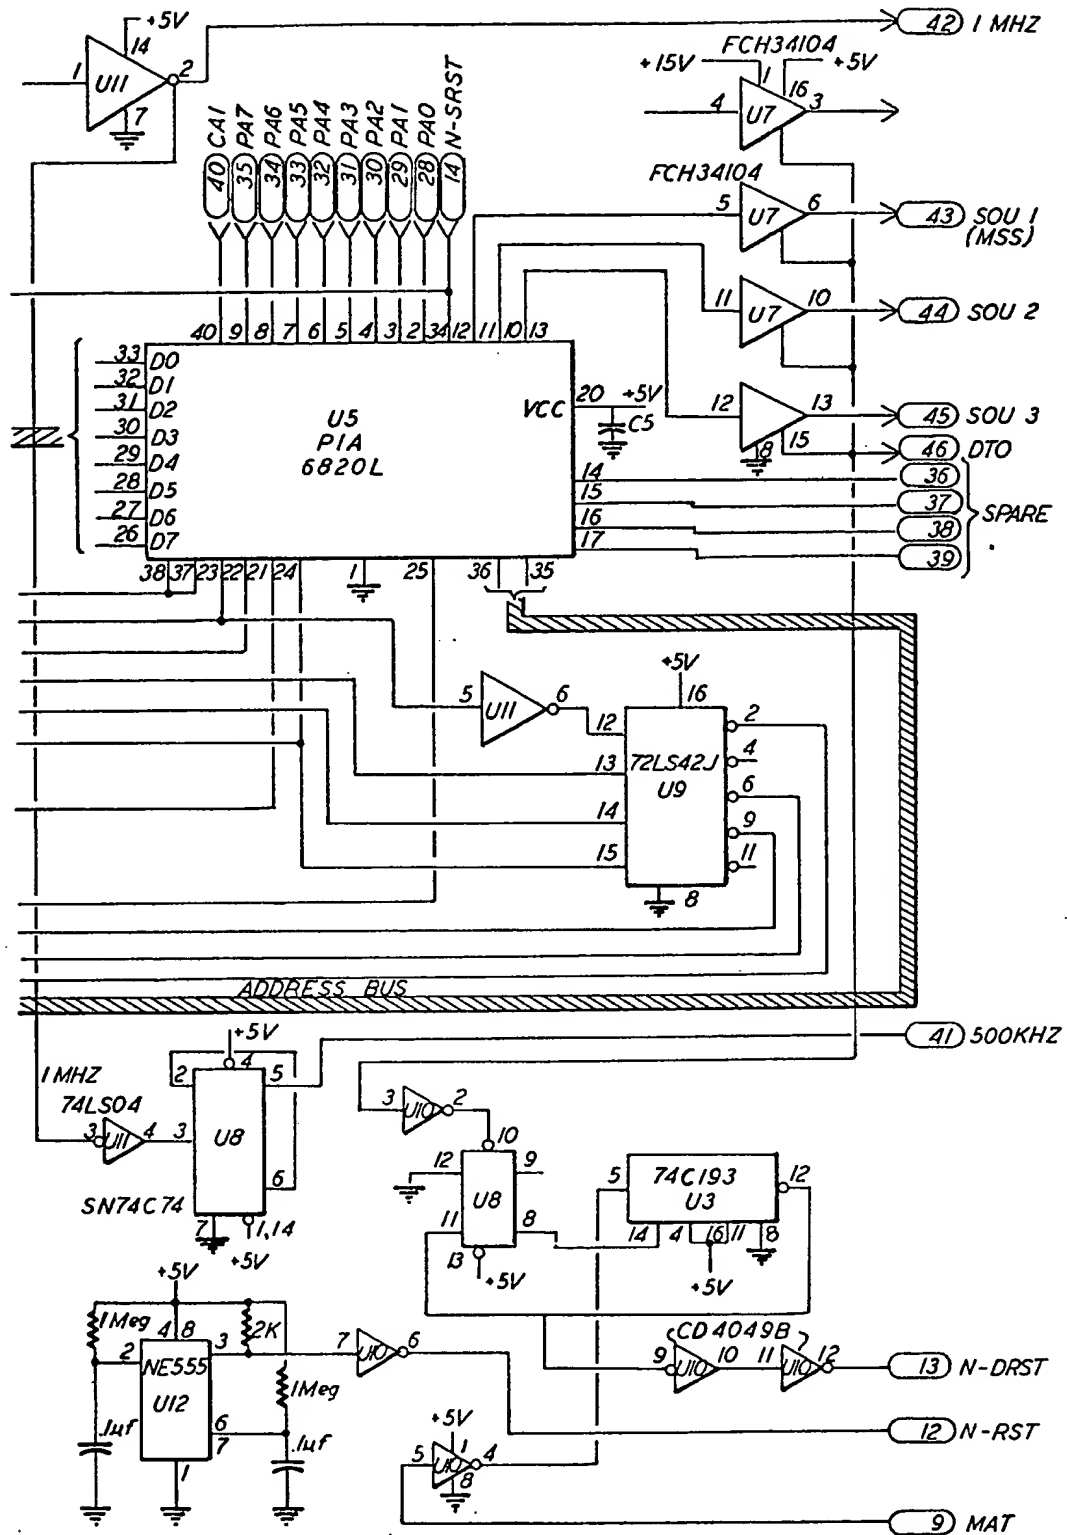 +5V
14
1 U11 2
7
42 1 MHZ
FCH34104
+15V +5V
1 16
4 U7 3
40 CA1
35 PA7
34 PA6
33 PA5
32 PA4
31 PA3
30 PA2
29 PA1
28 PA0
14 N-SRST
FCH34104
5 U7 6
43 SOU 1
(MSS)
11 U7 10
44 SOU 2
40 9 8 7 6 5 4 3 2 34 12 11 10 13
33 D0
32 D1
31 D2
30 D3
29 D4
28 D5
27 D6
26 D7
U5
PIA
6820L
VCC 20 +5V
C5
12 13
8 15
45 SOU 3
46 DTO
14 36
15 37
16 38
17 39
SPARE
38 37 23 22 21 24 1 25 36 35
+5V
16
5 U11 6
12 2
13 72LS42J 4
U9 6
14 9
15 11
8
ADDRESS BUS
+5V
4
41 500KHZ
1 MHZ
74LS04
3 U11 4
2 5
3 U8
6
SN74C74
7 1,14
+5V
3 U10 2
10
12 9
U8
11 8
13
+5V
5 74C193 12
U3
14 4 16 11 8
+5V
+5V
1Meg
4 8
2 3
2K
NE555
U12
1Meg
6
7
1
.1uf
.1uf
7 U10 6
CD4049B
9 U10 10 11 U10 12
13 N-DRST
12 N-RST
+5V
1
5 U10 4
8
9 MAT